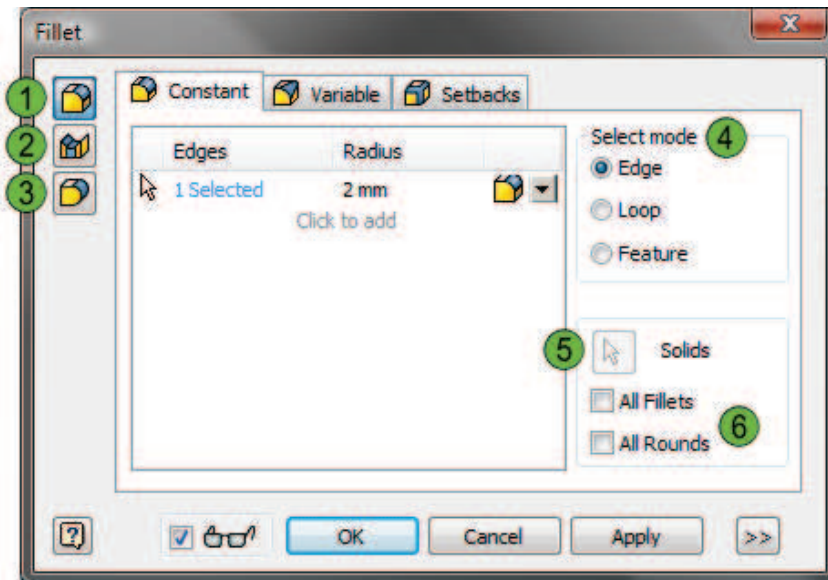 Fillet
Constant Variable Setbacks
Edges Radius
1 Selected 2 mm
Click to add
Select mode
Edge
Loop
Feature
Solids
All Fillets
All Rounds
OK Cancel Apply >>
1
2
3
4
5
6
?